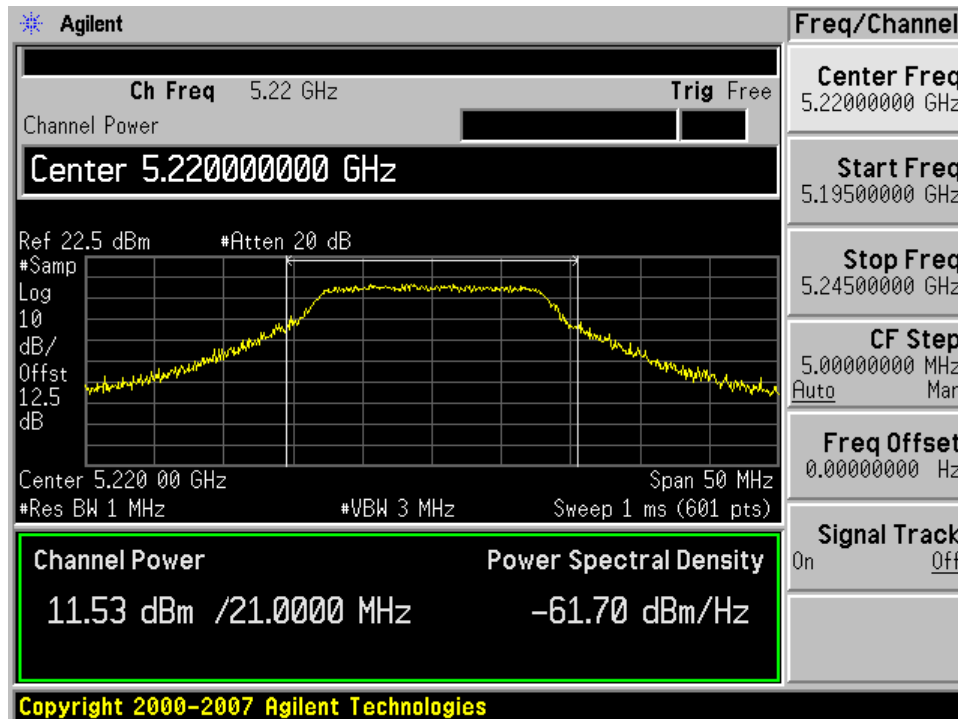 Agilent
Ch Freq 5.22 GHz Trig Free
Channel Power
Center 5.220000000 GHz
Ref 22.5 dBm #Atten 20 dB
#Samp
Log
10
dB/
Offst
12.5
dB
Center 5.220 00 GHz Span 50 MHz
#Res BW 1 MHz #VBW 3 MHz Sweep 1 ms (601 pts)
Channel Power Power Spectral Density
11.53 dBm /21.0000 MHz -61.70 dBm/Hz
Copyright 2000-2007 Agilent Technologies
Freq/Channel
Center Freq
5.22000000 GHz
Start Freq
5.19500000 GHz
Stop Freq
5.24500000 GHz
CF Step
5.00000000 MHz
Auto Man
Freq Offset
0.00000000 Hz
Signal Track
On Off